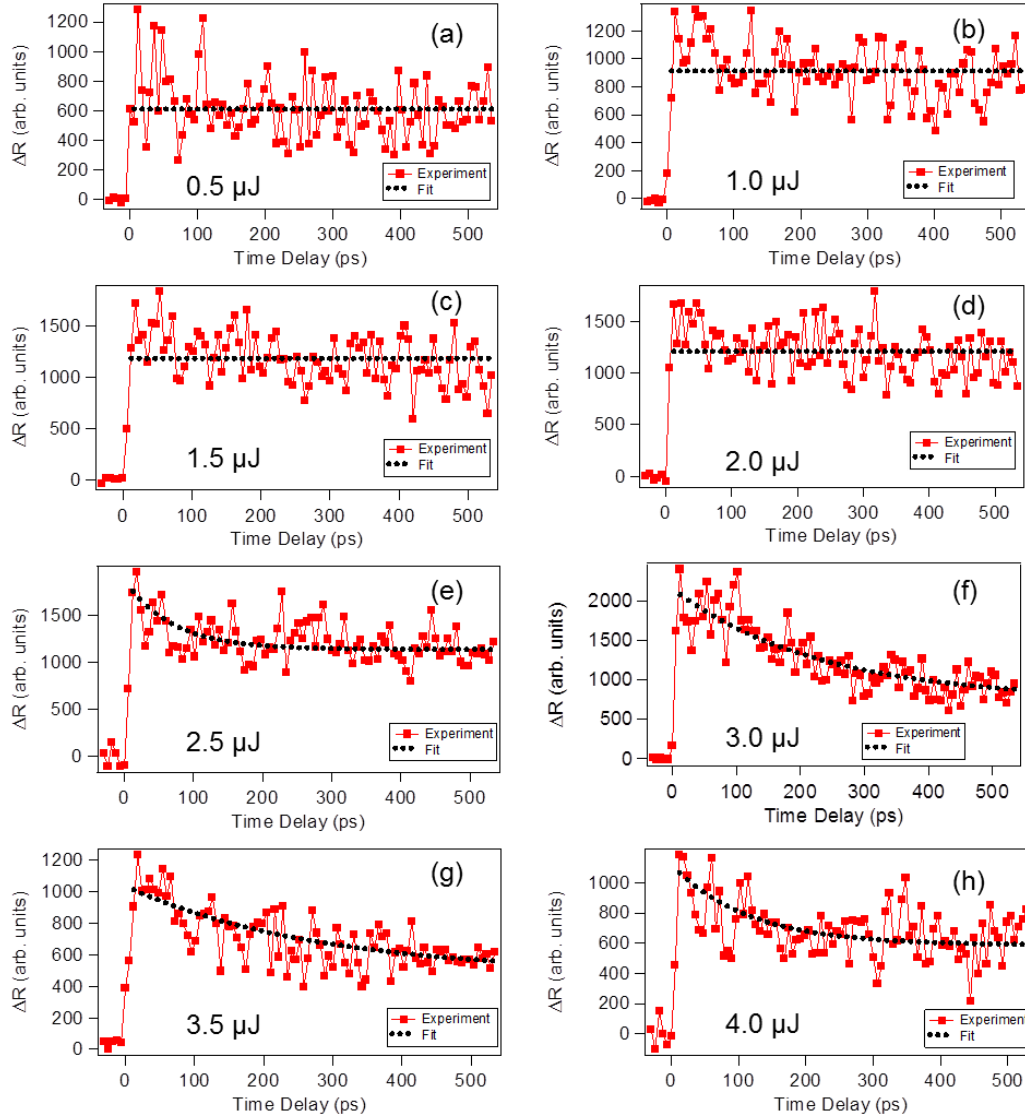 (a)
ΔR (arb. units)
1200
1000
800
600
400
200
0
0.5 µJ
Experiment
Fit
0 100 200 300 400 500
Time Delay (ps)
(b)
ΔR (arb. units)
1200
1000
800
600
400
200
0
1.0 µJ
Experiment
Fit
0 100 200 300 400 500
Time Delay (ps)
(c)
ΔR (arb. units)
1500
1000
500
0
1.5 µJ
Experiment
Fit
0 100 200 300 400 500
Time Delay (ps)
(d)
ΔR (arb. units)
1500
1000
500
0
2.0 µJ
Experiment
Fit
0 100 200 300 400 500
Time Delay (ps)
(e)
ΔR (arb. units)
1500
1000
500
0
2.5 µJ
Experiment
Fit
0 100 200 300 400 500
Time Delay (ps)
(f)
ΔR (arb. units)
2000
1500
1000
500
0
3.0 µJ
Experiment
Fit
0 100 200 300 400 500
Time Delay (ps)
(g)
ΔR (arb. units)
1200
1000
800
600
400
200
0
3.5 µJ
Experiment
Fit
0 100 200 300 400 500
Time Delay (ps)
(h)
ΔR (arb. units)
1000
800
600
400
200
0
4.0 µJ
Experiment
Fit
0 100 200 300 400 500
Time Delay (ps)